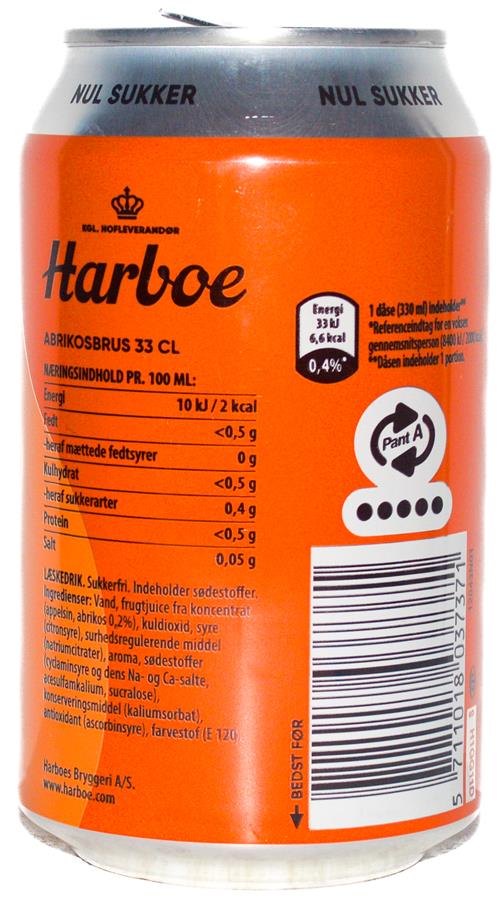 NUL SUKKER
NUL SUKKER
KGL. HOFLEVERANDØR
Harboe
ABRIKOSBRUS 33 CL
NÆRINGSINDHOLD PR. 100 ML:
Energi 10 kJ / 2 kcal
Fedt <0,5 g
-heraf mættede fedtsyrer 0 g
Kulhydrat <0,5 g
-heraf sukkerarter 0,4 g
Protein <0,5 g
Salt 0,05 g
LÆSKEDRIK. Sukkerfri. Indeholder sødestoffer.
Ingredienser: Vand, frugtjuice fra koncentrat
(appelsin, abrikos 0,2%), kuldioxid, syre
(citronsyre), surhedsregulerende middel
(natriumcitrater), aroma, sødestoffer
(cyclaminsyre og dens Na- og Ca-salte,
acesulfamkalium, sucralose),
konserveringsmiddel (kaliumsorbat),
antioxidant (ascorbinsyre), farvestof (E 120).
Harboes Bryggeri A/S.
www.harboe.com
Energi
33 kJ
6,6 kcal
0,4%*
1 dåse (330 ml) indeholder**
*Referenceindtag for en voksen
gennemsnitsperson (8400 kJ / 2000 kcal)
**Dåsen indeholder 1 portion.
Pant A
BEDST FØR
5 711018 037371